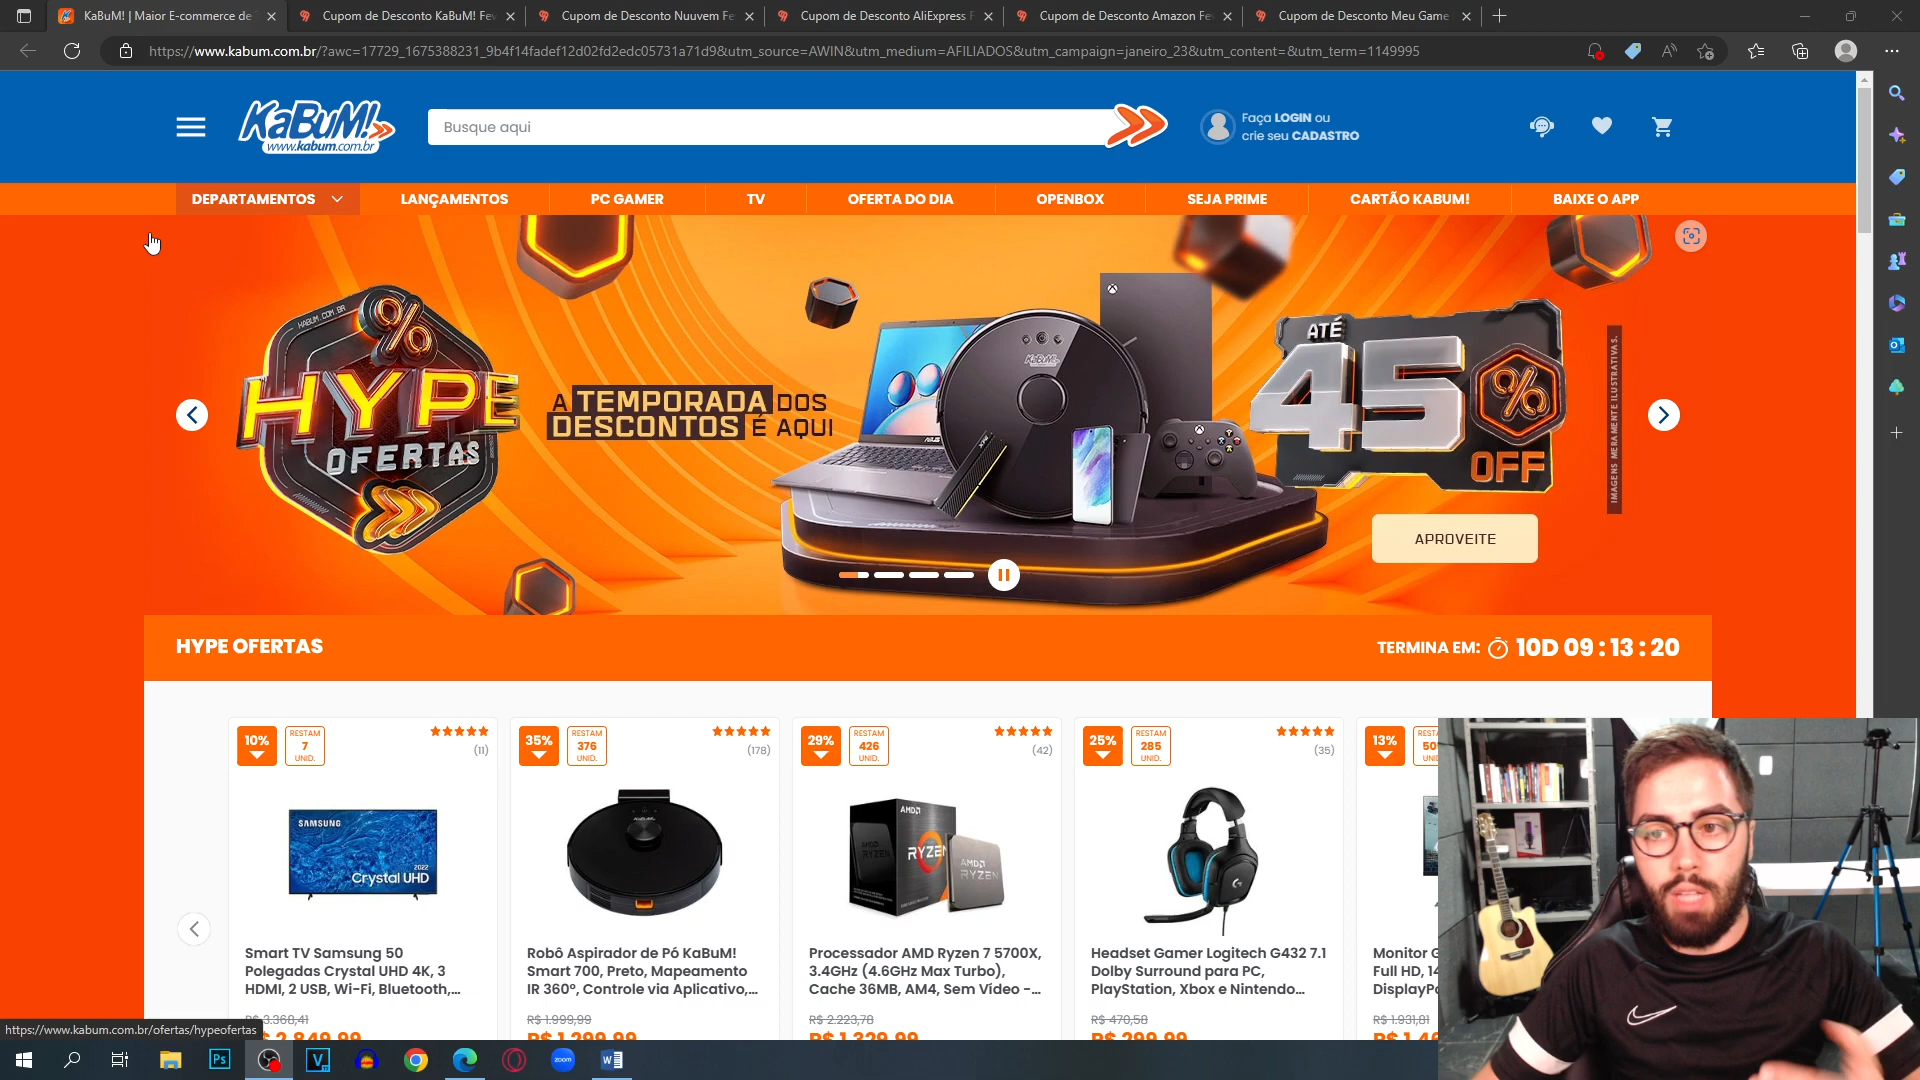 KaBuM! | Maior E-commerce de
Cupom de Desconto KaBuM! Fev
Cupom de Desconto Nuuvem Fe
Cupom de Desconto AliExpress F
Cupom de Desconto Amazon Fe
Cupom de Desconto Meu Game
https://www.kabum.com.br/?awc=17729_1675388231_9b4f14fadef12d02fd2edc05731a71d9&utm_source=AWIN&utm_medium=AFILIADOS&utm_campaign=janeiro_23&utm_content=&utm_term=1149995
KaBuM!
www.kabum.com.br
Busque aqui
Faça LOGIN ou
crie seu CADASTRO
DEPARTAMENTOS
LANÇAMENTOS
PC GAMER
TV
OFERTA DO DIA
OPENBOX
SEJA PRIME
CARTÃO KABUM!
BAIXE O APP
KABUM.COM.BR
%
HYPE
OFERTAS
A TEMPORADA DOS
DESCONTOS É AQUI
KaBuM!
ASUS
ATÉ
45%
OFF
IMAGENS MERAMENTE ILUSTRATIVAS.
APROVEITE
HYPE OFERTAS
TERMINA EM: 10D 09 : 13 : 20
10%
RESTAM
7
UNID.
(11)
SAMSUNG
2022
Crystal UHD
Smart TV Samsung 50
Polegadas Crystal UHD 4K, 3
HDMI, 2 USB, Wi-Fi, Bluetooth,...
R$ 3.368,41
R$ 2.849,99
35%
RESTAM
376
UNID.
(178)
Robô Aspirador de Pó KaBuM!
Smart 700, Preto, Mapeamento
IR 360°, Controle via Aplicativo,...
R$ 1.999,99
R$ 1.299,99
29%
RESTAM
426
UNID.
(42)
AMD
RYZEN
AMD
RYZEN
Processador AMD Ryzen 7 5700X,
3.4GHz (4.6GHz Max Turbo),
Cache 36MB, AM4, Sem Vídeo -...
R$ 2.223,78
R$ 1.329,99
25%
RESTAM
285
UNID.
(35)
Headset Gamer Logitech G432 7.1
Dolby Surround para PC,
PlayStation, Xbox e Nintendo...
R$ 470,58
R$ 299,99
13%
Monitor G
Full HD, 14
DisplayPo
R$ 1.931,81
https://www.kabum.com.br/ofertas/hypeofertas
Ps
V
zoom
W